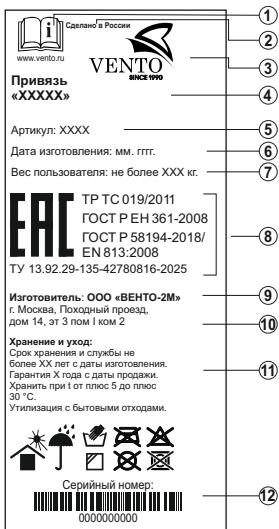 i
Сделано в России
www.vento.ru
VENTO
SINCE 1990
Привязь
«XXXXX»
Артикул: XXXX
Дата изготовления: мм. гггг.
Вес пользователя: не более XXX кг.
EAC
ТР ТС 019/2011
ГОСТ Р ЕН 361-2008
ГОСТ Р 58194-2018/
EN 813:2008
ТУ 13.92.29-135-42780816-2025
Изготовитель: ООО «ВЕНТО-2М»
г. Москва, Походный проезд,
дом 14, эт 3 пом I ком 2
Хранение и уход:
Срок хранения и службы не
более XX лет с даты изготовления.
Гарантия X года с даты продажи.
Хранить при t от плюс 5 до плюс
30 °C.
Утилизация с бытовыми отходами.
Серийный номер:
0000000000
1
2
3
4
5
6
7
8
9
10
11
12